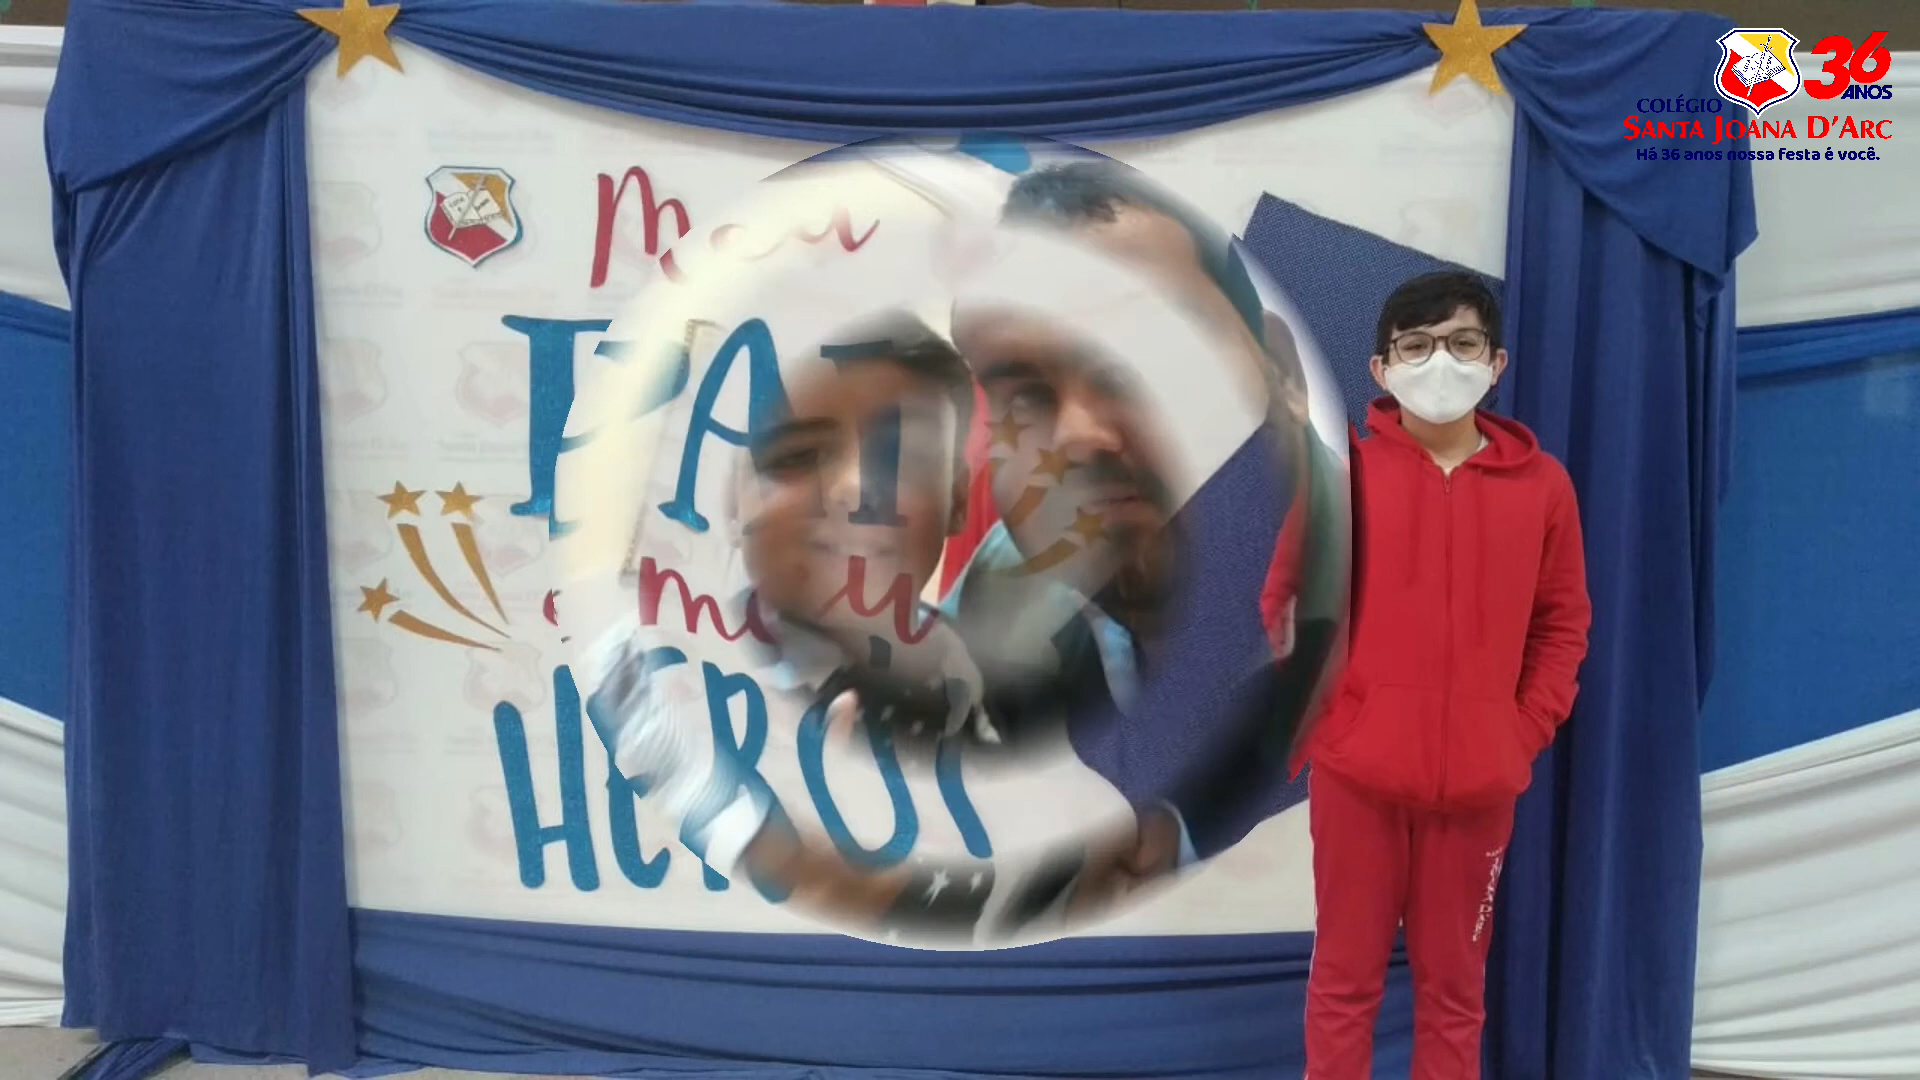 36
ANOS
COLÉGIO
SANTA JOANA D'ARC
Há 36 anos nossa festa é você.
Meu
PAI
meu
HERÓI